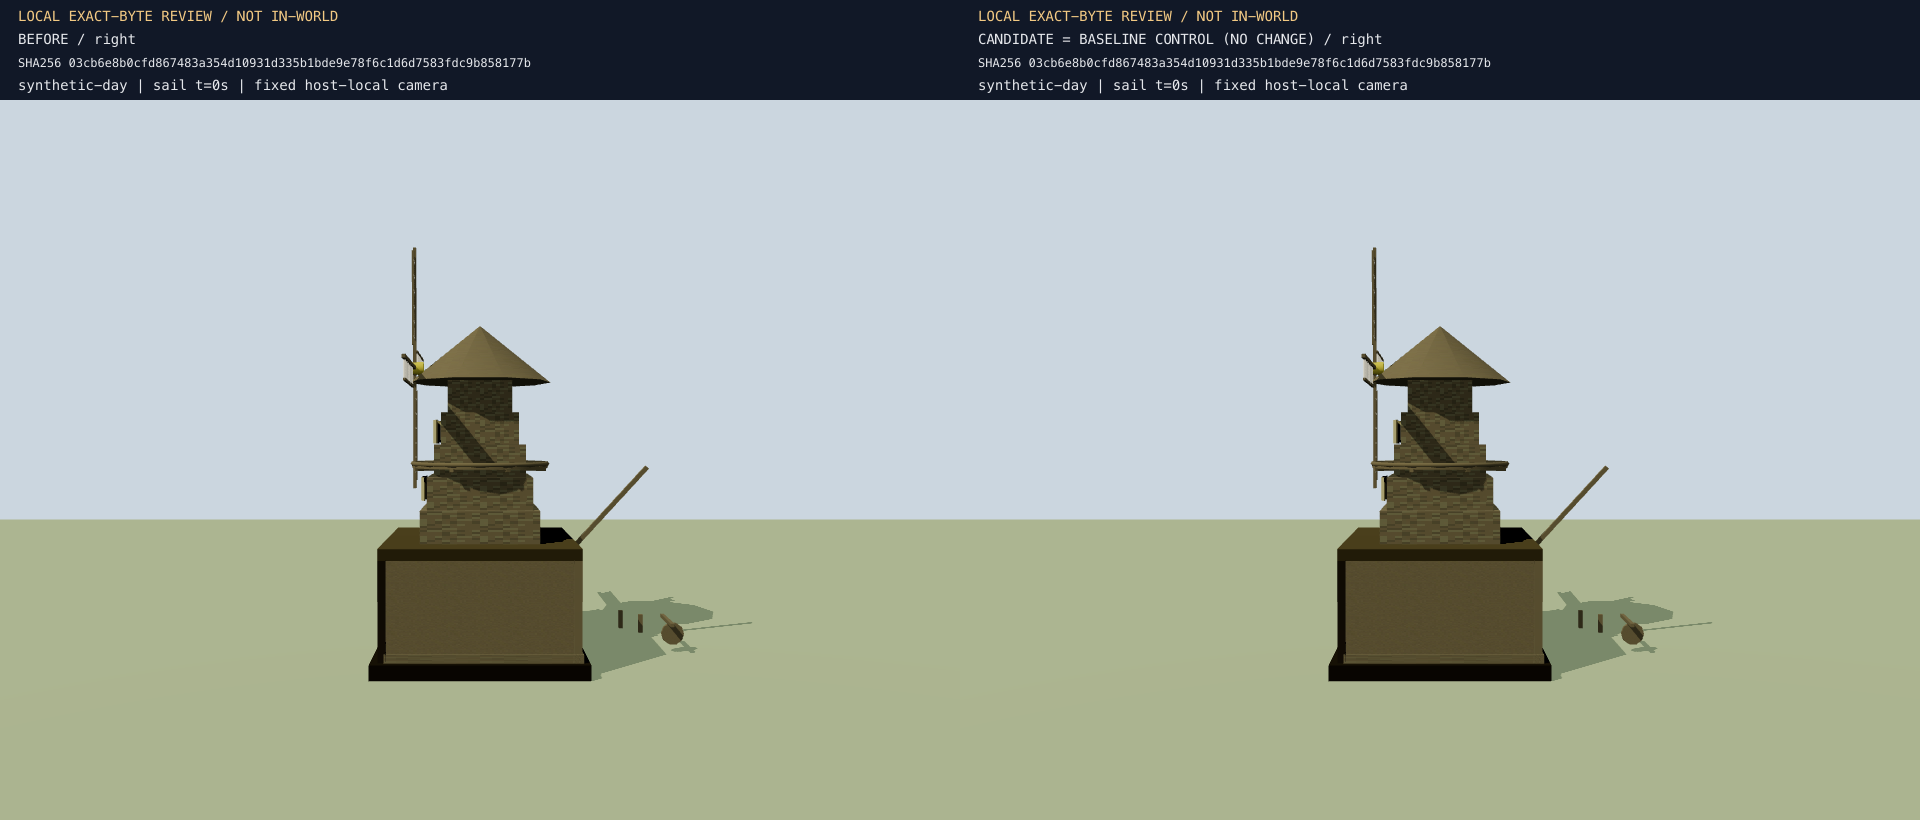 LOCAL EXACT-BYTE REVIEW / NOT IN-WORLD
BEFORE / right
SHA256 03cb6e8b0cfd867483a354d10931d335b1bde9e78f6c1d6d7583fdc9b858177b
synthetic-day | sail t=0s | fixed host-local camera
LOCAL EXACT-BYTE REVIEW / NOT IN-WORLD
CANDIDATE = BASELINE CONTROL (NO CHANGE) / right
SHA256 03cb6e8b0cfd867483a354d10931d335b1bde9e78f6c1d6d7583fdc9b858177b
synthetic-day | sail t=0s | fixed host-local camera